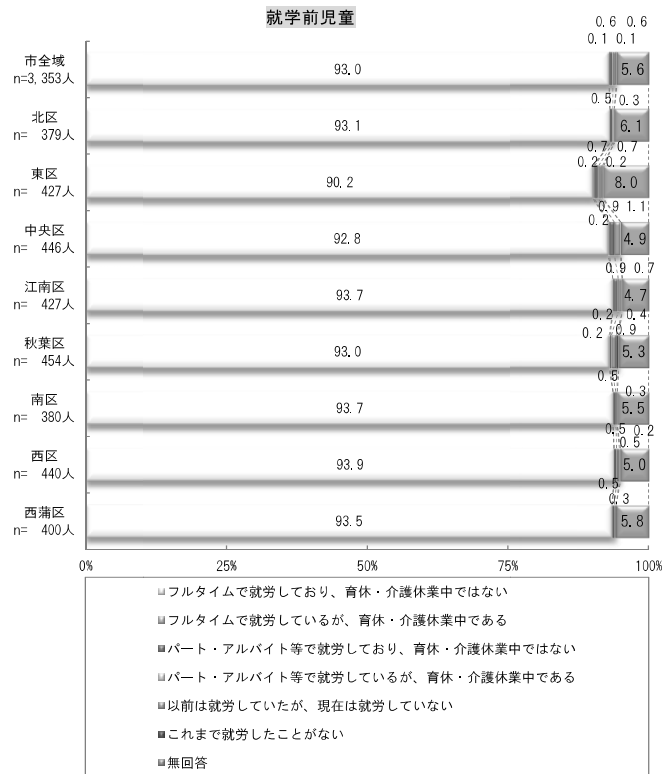 就学前児童
0.6 0.6
0.1 0.1
市全域
n=3,353人
93.0
5.6
0.5 0.3
北区
n= 379人
93.1
6.1
0.7 0.7
0.2 0.2
東区
n= 427人
90.2
8.0
0.9 1.1
0.2
中央区
n= 446人
92.8
4.9
0.9 0.7
江南区
n= 427人
93.7
4.7
0.2 0.4
0.2 0.9
秋葉区
n= 454人
93.0
5.3
0.5
0.3
南区
n= 380人
93.7
5.5
0.5 0.2
0.5
西区
n= 440人
93.9
5.0
0.5
0.3
西蒲区
n= 400人
93.5
5.8
0% 25% 50% 75% 100%
フルタイムで就労しており、育休・介護休業中ではない
フルタイムで就労しているが、育休・介護休業中である
パート・アルバイト等で就労しており、育休・介護休業中ではない
パート・アルバイト等で就労しているが、育休・介護休業中である
以前は就労していたが、現在は就労していない
これまで就労したことがない
無回答